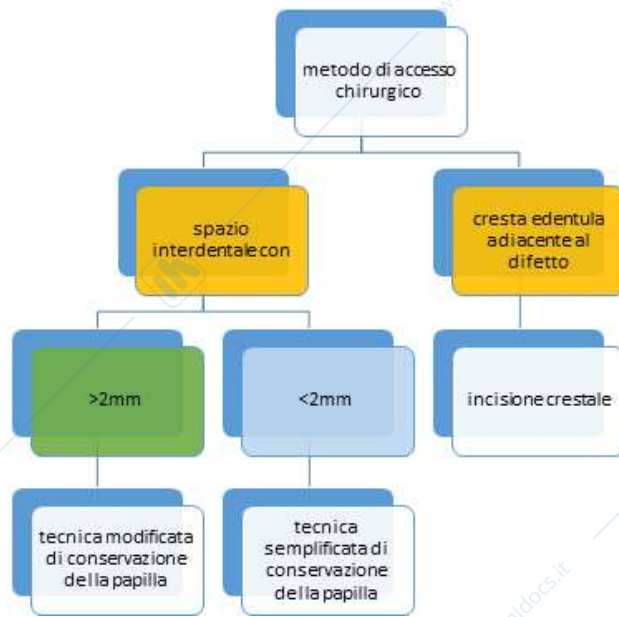 metodo di accesso
chirurgico
spazio
interdentale con
cresta edentula
adiacente al
difetto
>2mm
<2mm
incisione crestale
tecnica modificata
di conservazione
della papilla
tecnica
semplificata di
conservazione
della papilla